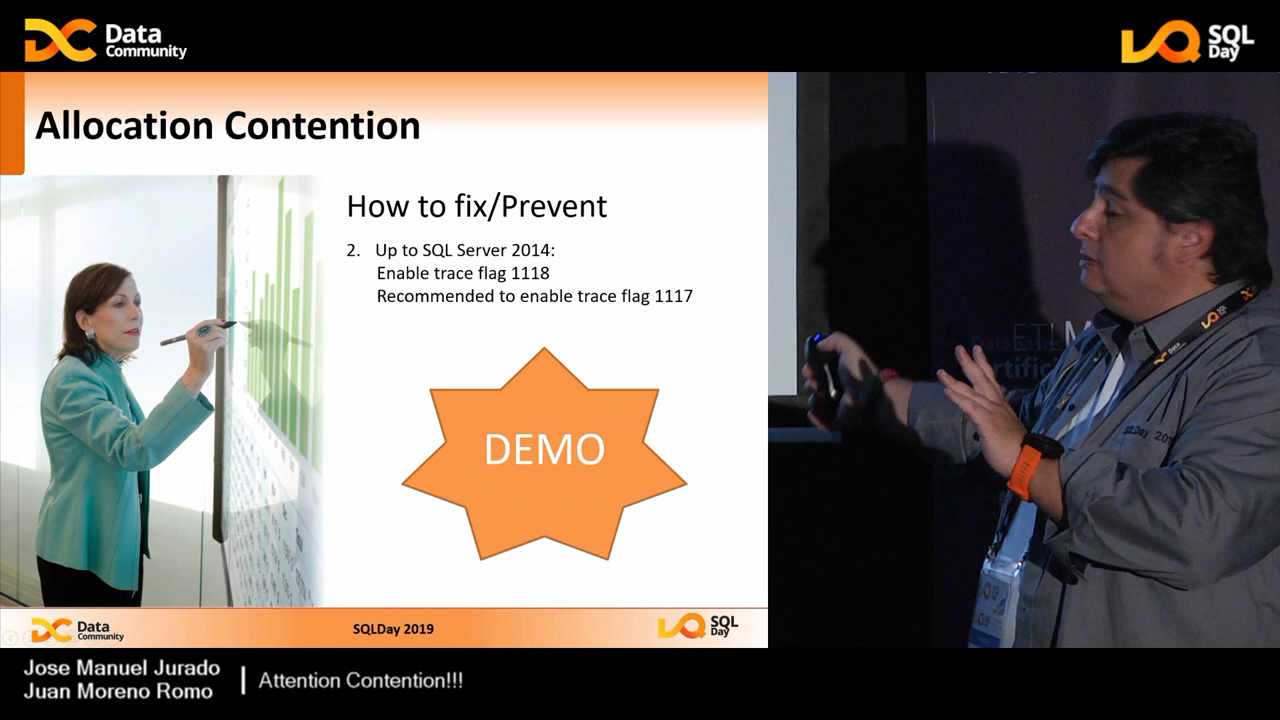 Data
Community
SQL
Day
Allocation Contention
How to fix/Prevent
2. Up to SQL Server 2014:
Enable trace flag 1118
Recommended to enable trace flag 1117
DEMO
Data
Community
SQLDay 2019
SQL
Day
Jose Manuel Jurado
Juan Moreno Romo
Attention Contention!!!